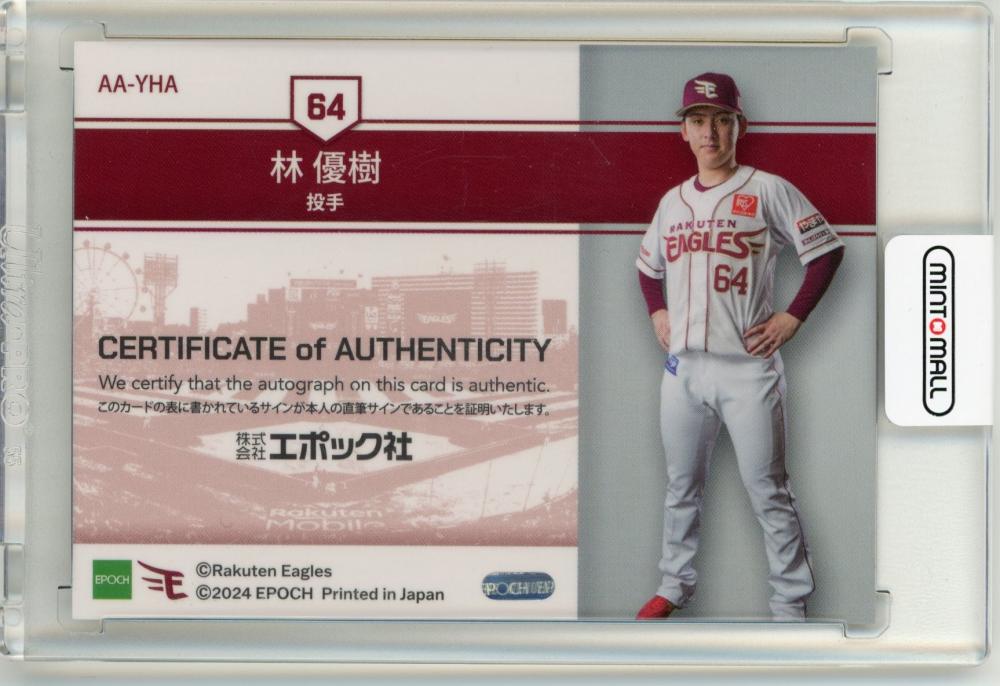 AA-YHA
64
林 優樹
投手
RAKUTEN
EAGLES
64
MINT MALL
EAGLES
CERTIFICATE of AUTHENTICITY
We certify that the autograph on this card is authentic.
このカードの表に書かれているサインが本人の直筆サインであることを証明いたします。
株式会社エポック社
Rakuten
Mobile
EPOCH
©Rakuten Eagles
©2024 EPOCH Printed in Japan
EPOCH